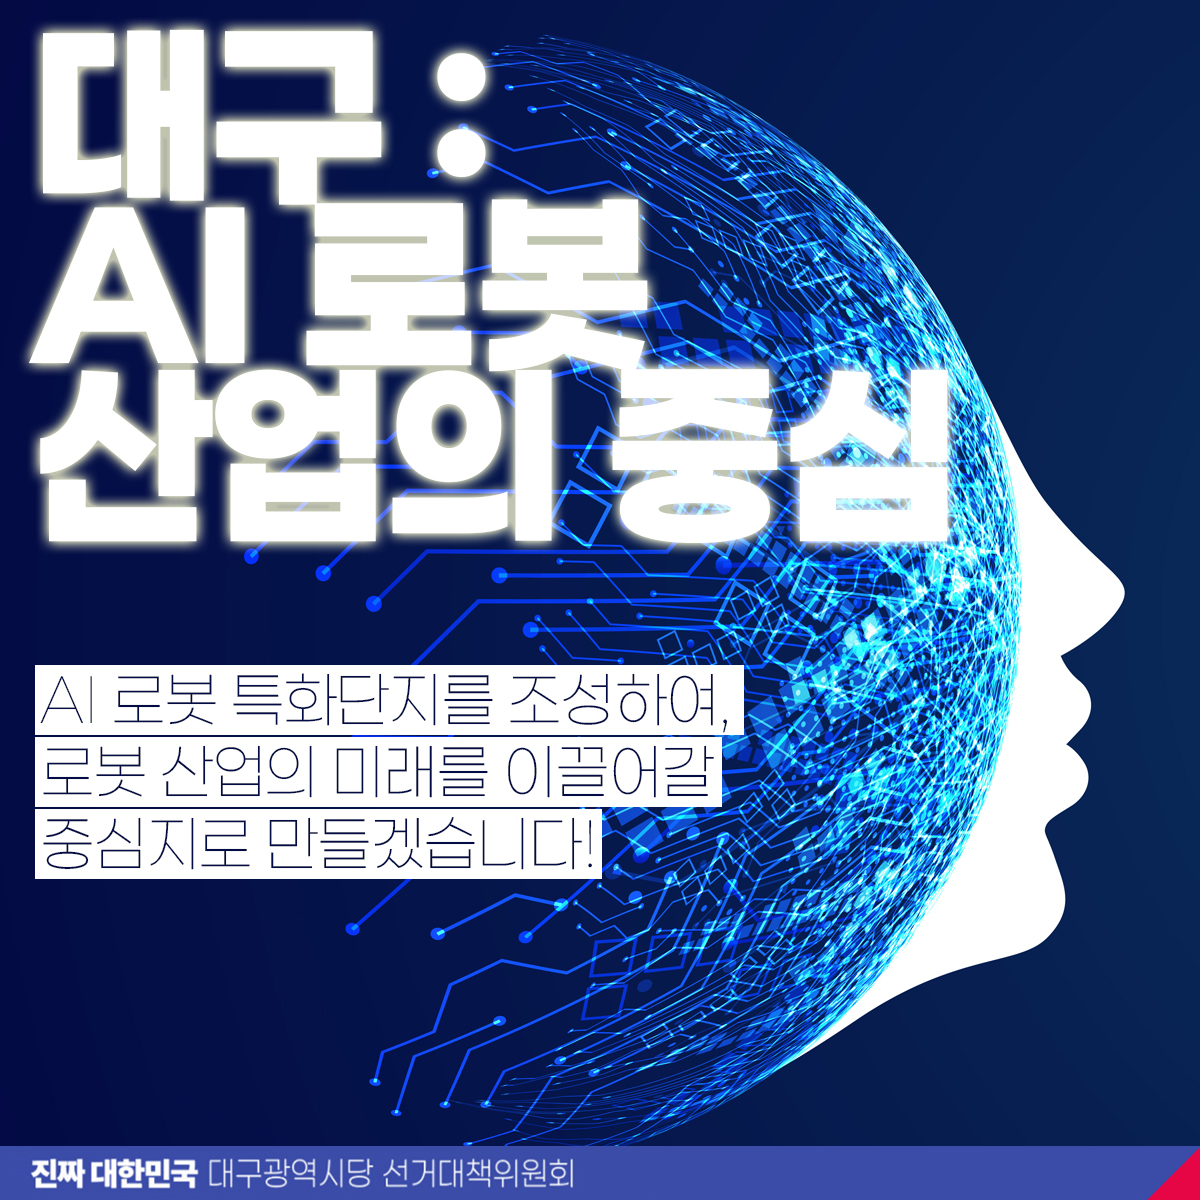 대구 :
AI 로봇
산업의 중심
AI 로봇 특화단지를 조성하여,
로봇 산업의 미래를 이끌어갈
중심지로 만들겠습니다!
진짜 대한민국 대구광역시당 선거대책위원회